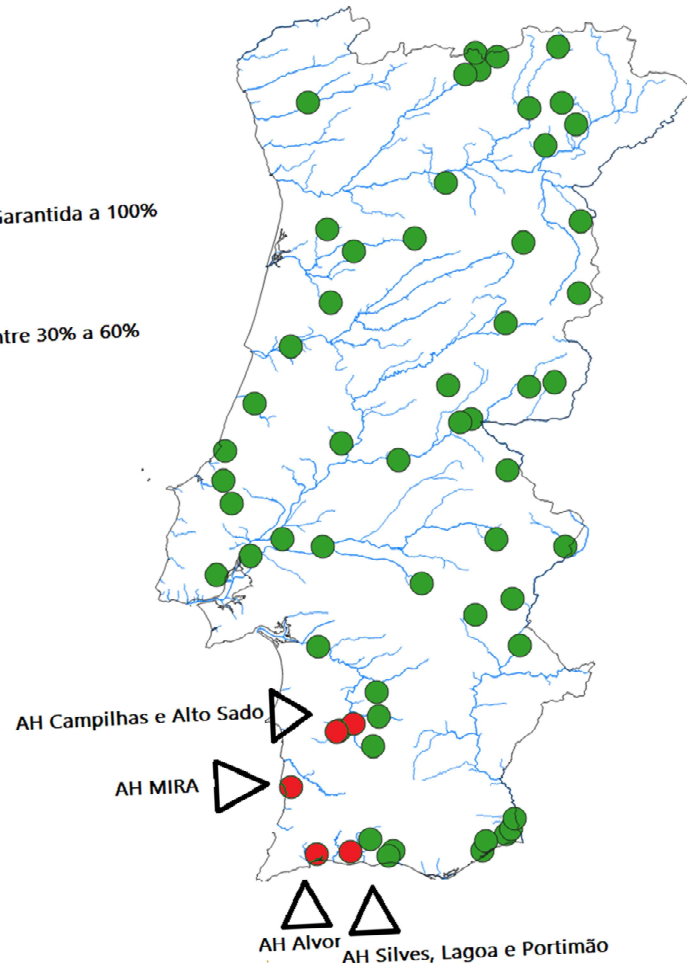 Garantida a 100%
ntre 30% a 60%
AH Campilhas e Alto Sado
AH MIRA
AH Alvor
AH Silves, Lagoa e Portimão